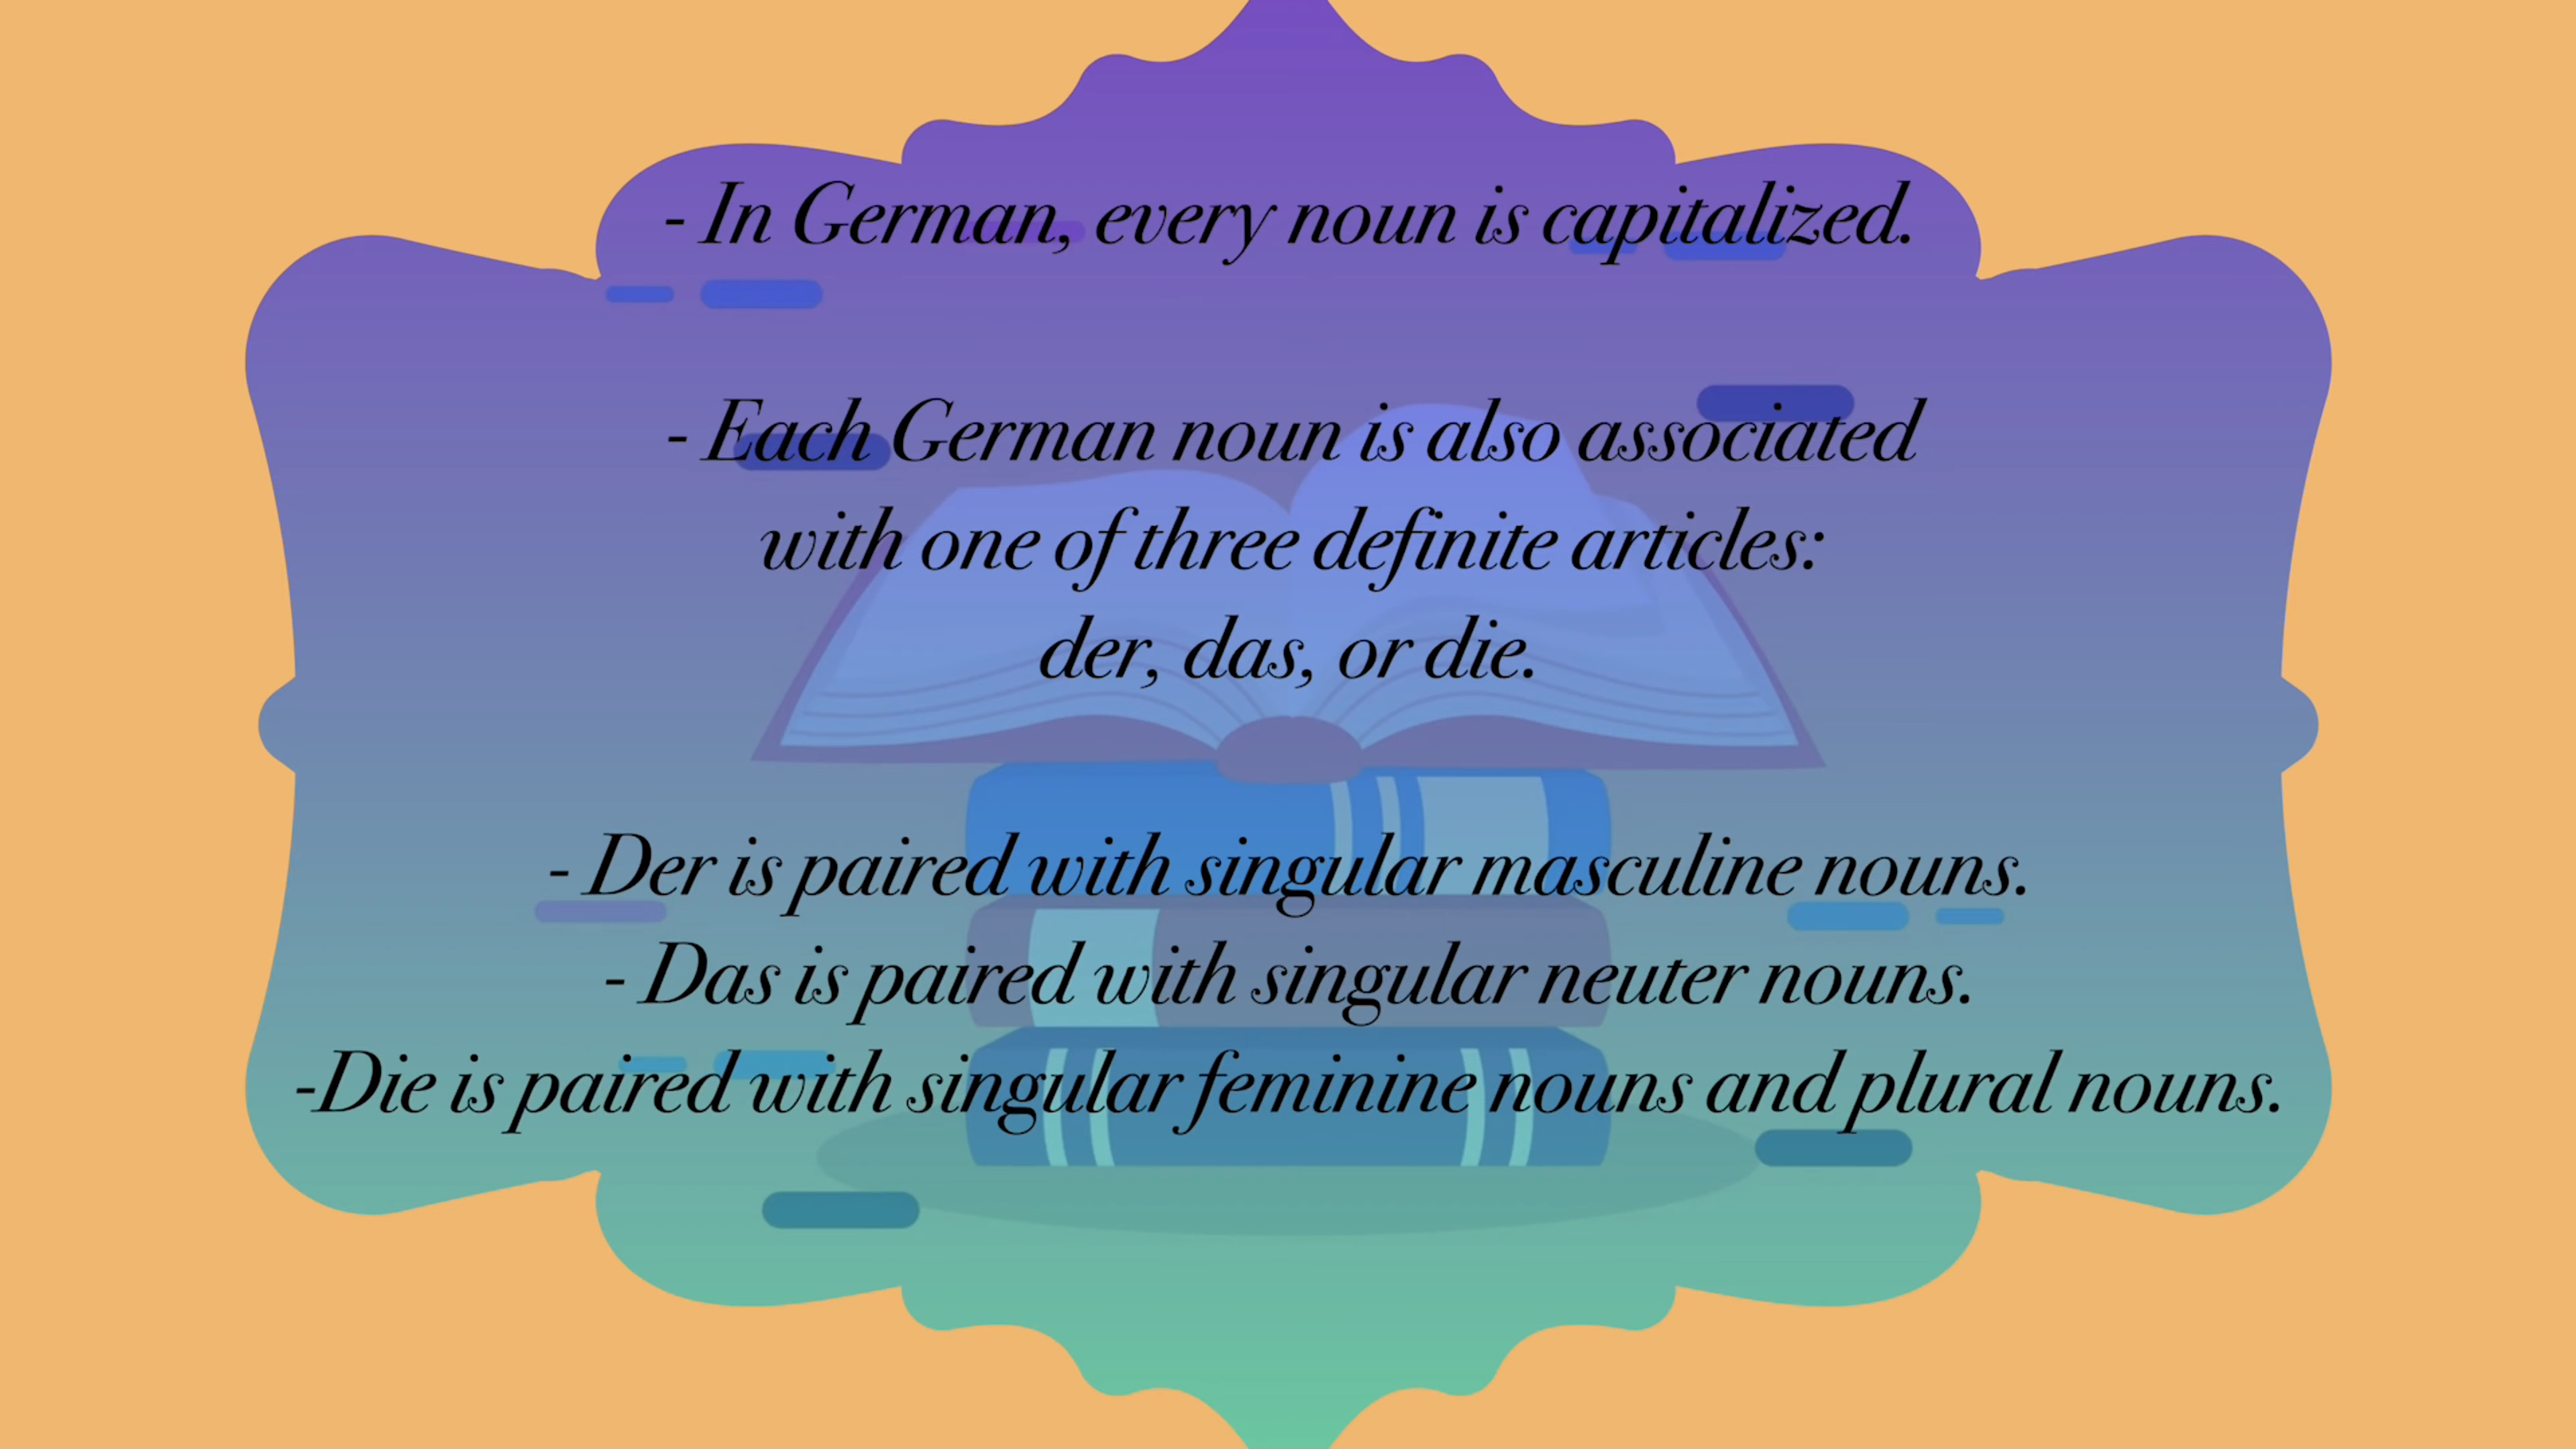 - In German, every noun is capitalized.
- Each German noun is also associated
with one of three definite articles:
der, das, or die.
- Der is paired with singular masculine nouns.
- Das is paired with singular neuter nouns.
-Die is paired with singular feminine nouns and plural nouns.